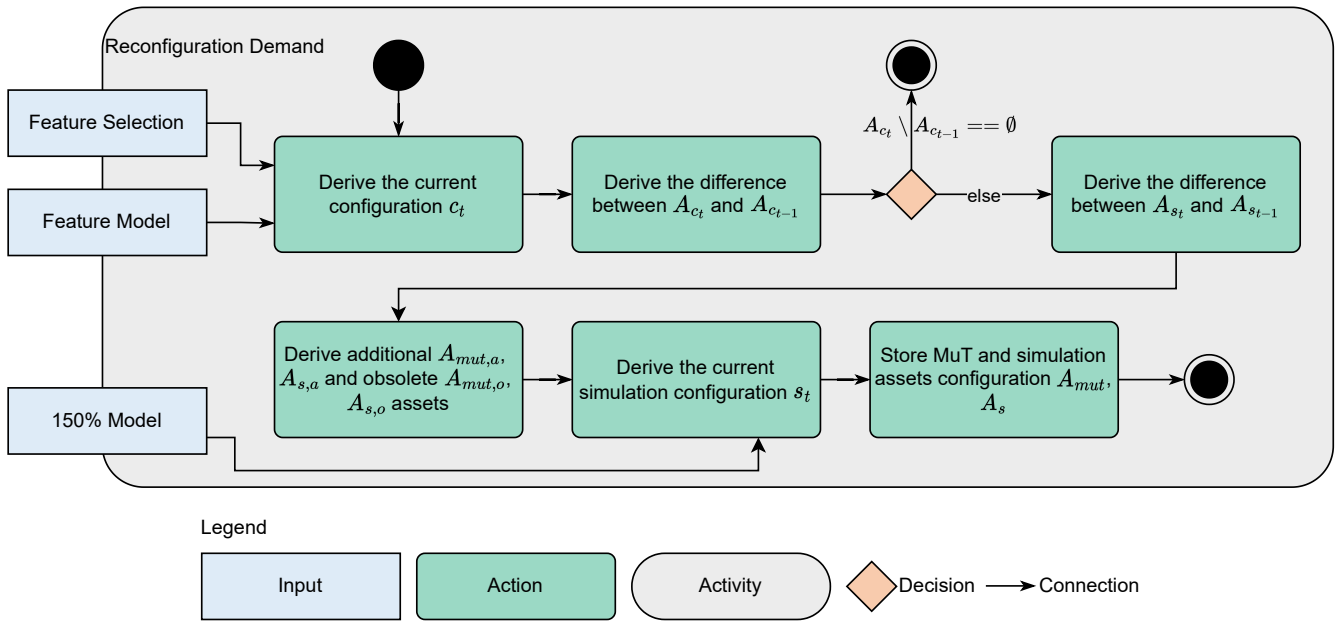 Reconfiguration Demand
Feature Selection
Feature Model
150% Model
Derive the current
configuration $c_t$
Derive the difference
between $A_{c_t}$ and $A_{c_{t-1}}$
$A_{c_t} \setminus A_{c_{t-1}} == \emptyset$
else
Derive the difference
between $A_{s_t}$ and $A_{s_{t-1}}$
Derive additional $A_{mut,a}$,
$A_{s,a}$ and obsolete $A_{mut,o}$,
$A_{s,o}$ assets
Derive the current
simulation configuration $s_t$
Store MuT and simulation
assets configuration $A_{mut}$,
$A_s$
Legend
Input
Action
Activity
Decision
Connection